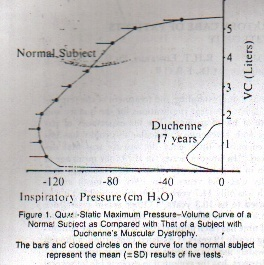 Normal Subject
5
4
3
2
1
VC (Liters)
Duchenne
17 years
-120 -80 -60 -40 -20 0
Inspiratory Pressure (cm H₂O)
Figure 1. Quasi-Static Maximum Pressure–Volume Curve of a
Normal Subject as Compared with That of a Subject with
Duchenne's Muscular Dystrophy.
The bars and closed circles on the curve for the normal subject
represent the mean (±SD) results of five tests.